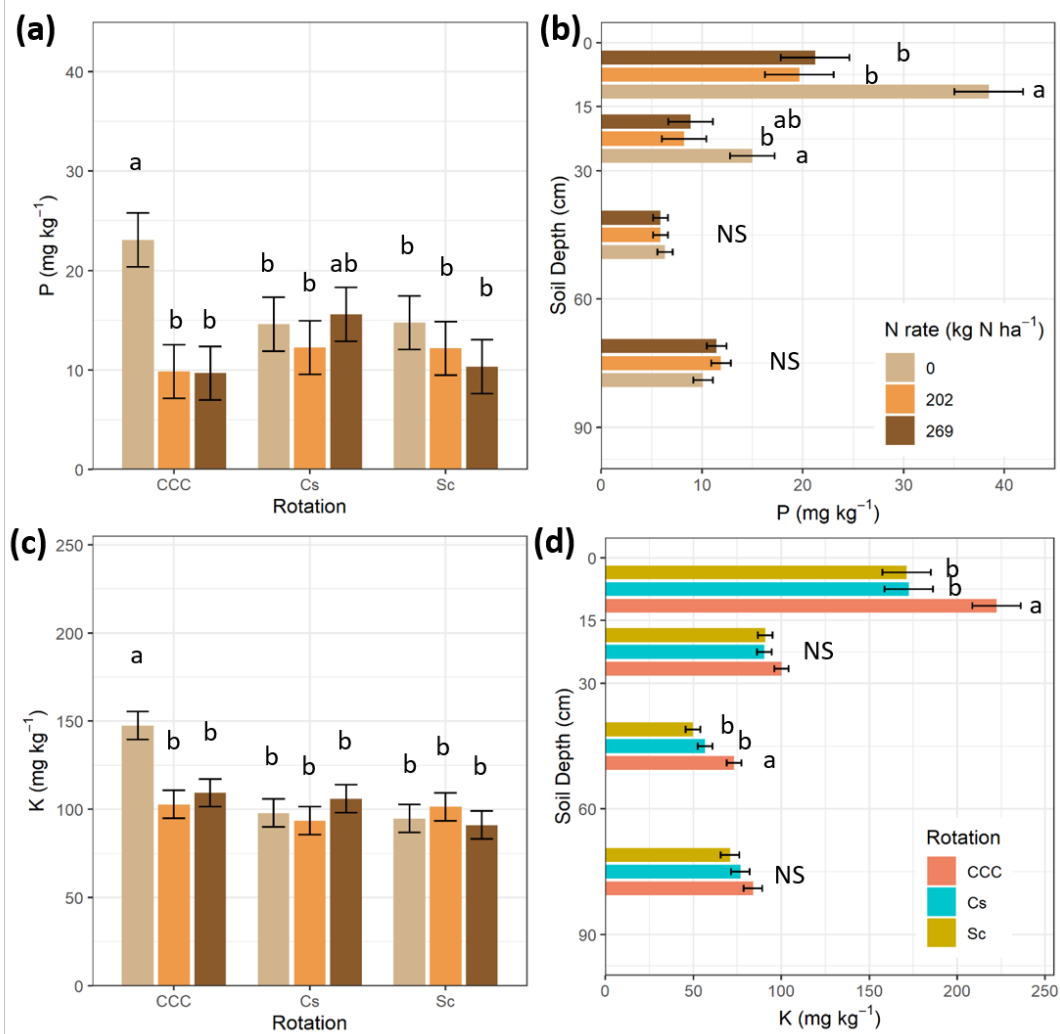 (a)
40
30
20
10
0
P (mg kg⁻¹)
a
b
b
b
b
ab
b
b
b
CCC
Cs
Sc
Rotation
(b)
0
15
30
60
90
Soil Depth (cm)
b
b
a
ab
b
a
NS
NS
N rate (kg N ha⁻¹)
0
202
269
0
10
20
30
40
P (mg kg⁻¹)
(c)
250
200
150
100
50
0
K (mg kg⁻¹)
a
b
b
b
b
b
b
b
b
CCC
Cs
Sc
Rotation
(d)
0
15
30
60
90
Soil Depth (cm)
b
b
a
NS
b
b
a
NS
Rotation
CCC
Cs
Sc
0
50
100
150
200
250
K (mg kg⁻¹)